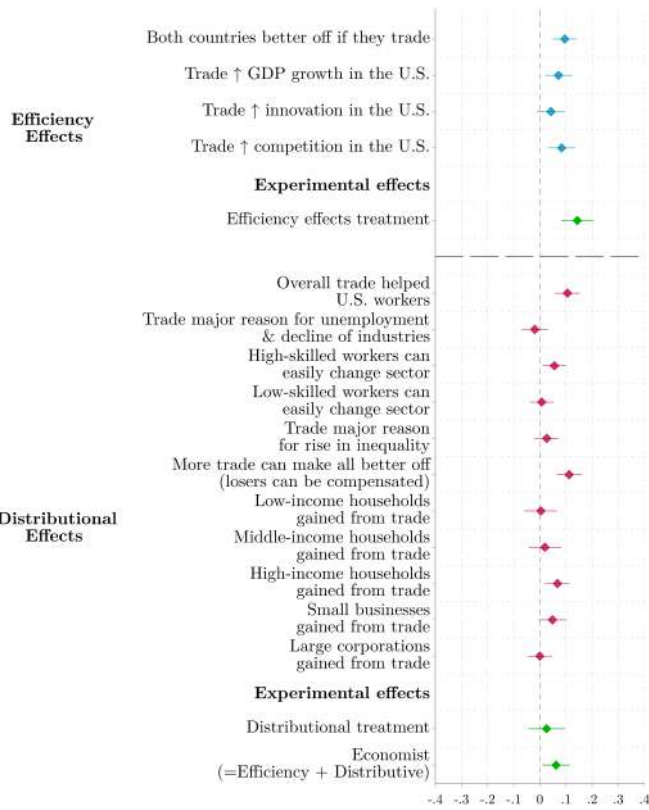 Both countries better off if they trade
Trade ↑ GDP growth in the U.S.
Trade ↑ innovation in the U.S.
Efficiency
Effects
Trade ↑ competition in the U.S.
Experimental effects
Efficiency effects treatment
Overall trade helped
U.S. workers
Trade major reason for unemployment
& decline of industries
High-skilled workers can
easily change sector
Low-skilled workers can
easily change sector
Trade major reason
for rise in inequality
More trade can make all better off
(losers can be compensated)
Low-income households
gained from trade
Distributional
Effects
Middle-income households
gained from trade
High-income households
gained from trade
Small businesses
gained from trade
Large corporations
gained from trade
Experimental effects
Distributional treatment
Economist
(=Efficiency + Distributive)
-.4 -.3 -.2 -.1 0 .1 .2 .3 .4